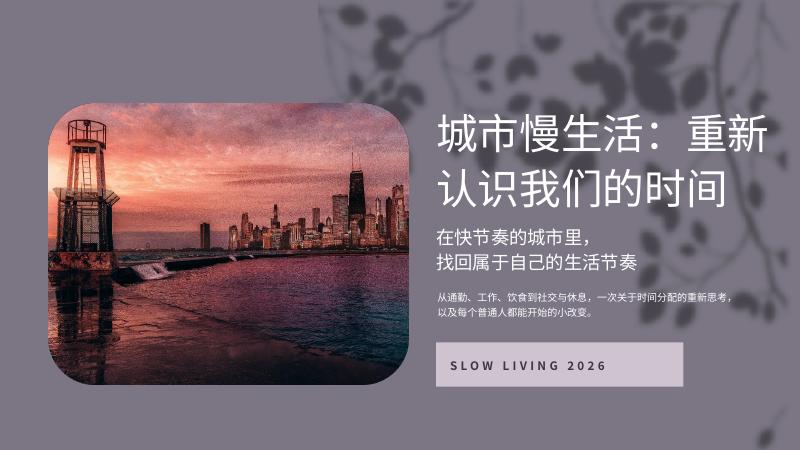 城市慢生活：重新
认识我们的时间
在快节奏的城市里，
找回属于自己的生活节奏
从通勤、工作、饮食到社交与休息，一次关于时间分配的重新思考，
以及每个普通人都能开始的小改变。
SLOW LIVING 2026